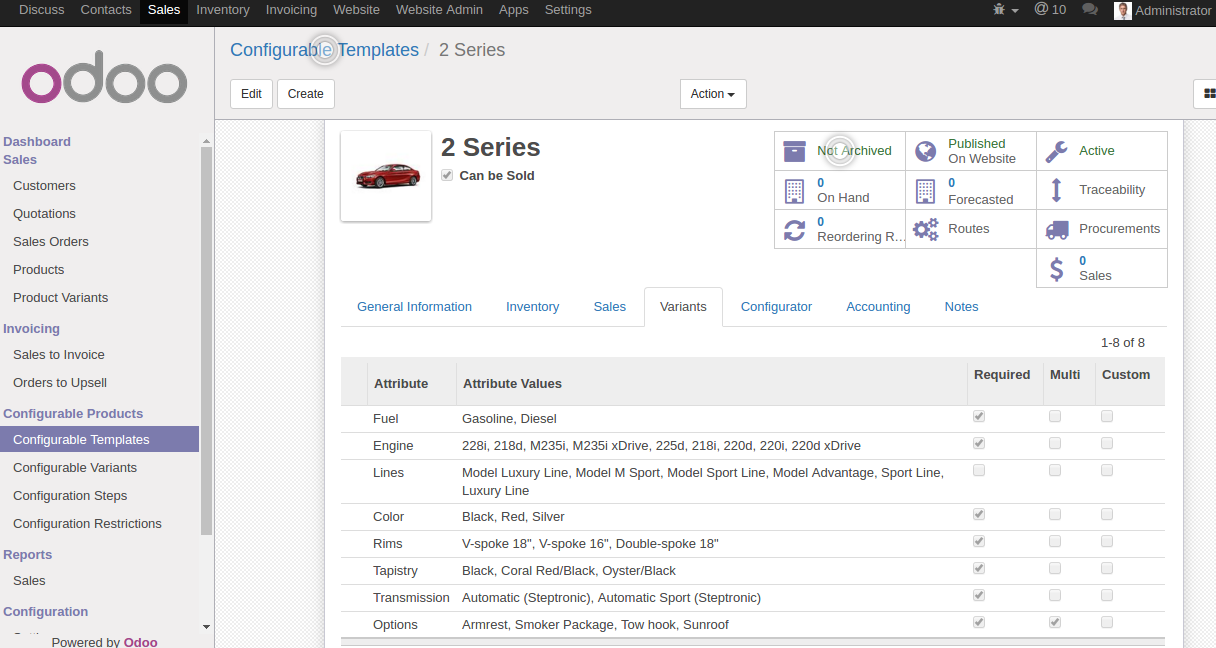 Discuss Contacts Sales Inventory Invoicing Website Website Admin Apps Settings @ 10 Administrator
odoo
Configurable Templates / 2 Series
Edit Create Action
Dashboard
Sales
Customers
Quotations
Sales Orders
Products
Product Variants
Invoicing
Sales to Invoice
Orders to Upsell
Configurable Products
Configurable Templates
Configurable Variants
Configuration Steps
Configuration Restrictions
Reports
Sales
Configuration
Powered by Odoo
2 Series
Can be Sold
Not Archived
Published
On Website
Active
0
On Hand
0
Forecasted
Traceability
0
Reordering R...
Routes
Procurements
0
Sales
General Information Inventory Sales Variants Configurator Accounting Notes
1-8 of 8
Attribute Attribute Values Required Multi Custom
Fuel Gasoline, Diesel
Engine 228i, 218d, M235i, M235i xDrive, 225d, 218i, 220d, 220i, 220d xDrive
Lines Model Luxury Line, Model M Sport, Model Sport Line, Model Advantage, Sport Line,
Luxury Line
Color Black, Red, Silver
Rims V-spoke 18", V-spoke 16", Double-spoke 18"
Tapistry Black, Coral Red/Black, Oyster/Black
Transmission Automatic (Steptronic), Automatic Sport (Steptronic)
Options Armrest, Smoker Package, Tow hook, Sunroof